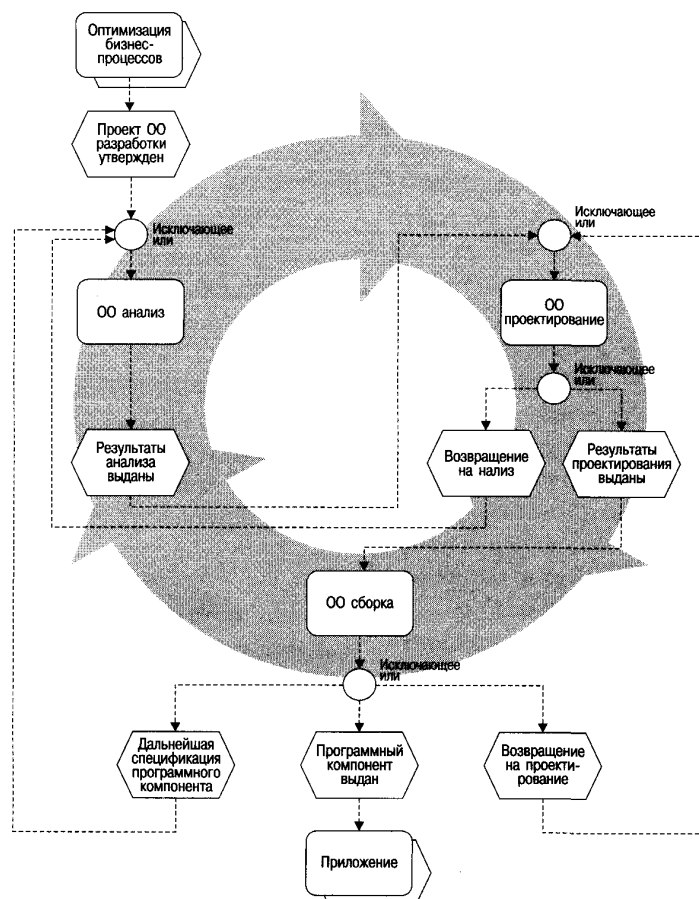 Оптимизация
бизнес-
процессов
Проект ОО
разработки
утвержден
Исключающее
или
Исключающее
или
ОО анализ
ОО
проектирование
Исключающее
или
Результаты
анализа
выданы
Возвращение
на нализ
Результаты
проектирования
выданы
ОО сборка
Исключающее
или
Дальнейшая
спецификация
программного
компонента
Программный
компонент
выдан
Возвращение
на проекти-
рование
Приложение